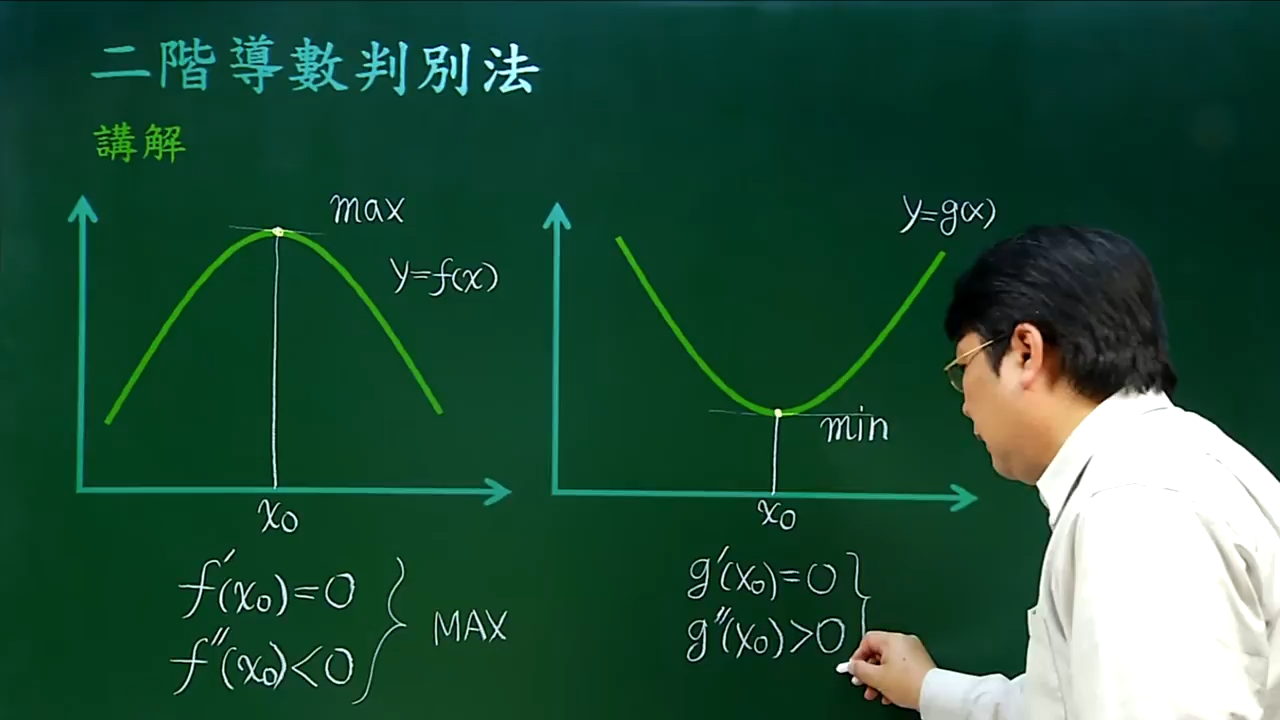 二階導數判別法
講解
max
y=f(x)
x₀
f′(x₀)=0
f″(x₀)<0
MAX
y=g(x)
min
x₀
g′(x₀)=0
g″(x₀)>0